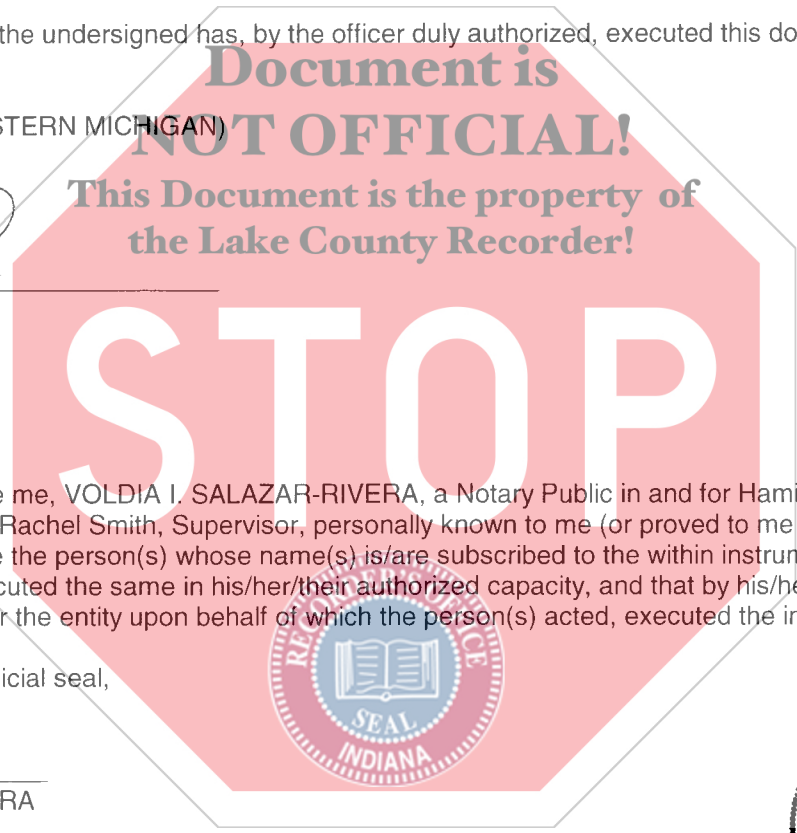 the undersigned has, by the officer duly authorized, executed this do
Document is
STERN MICHIGAN)
NOT OFFICIAL!
This Document is the property of
the Lake County Recorder!
STOP
e me, VOLDIA I. SALAZAR-RIVERA, a Notary Public in and for Hami
Rachel Smith, Supervisor, personally known to me (or proved to me
e the person(s) whose name(s) is/are subscribed to the within instrun
cuted the same in his/her/their authorized capacity, and that by his/he
r the entity upon behalf of which the person(s) acted, executed the in
RECORDER'S OFFICE
icial seal,
SEAL
INDIANA
RA